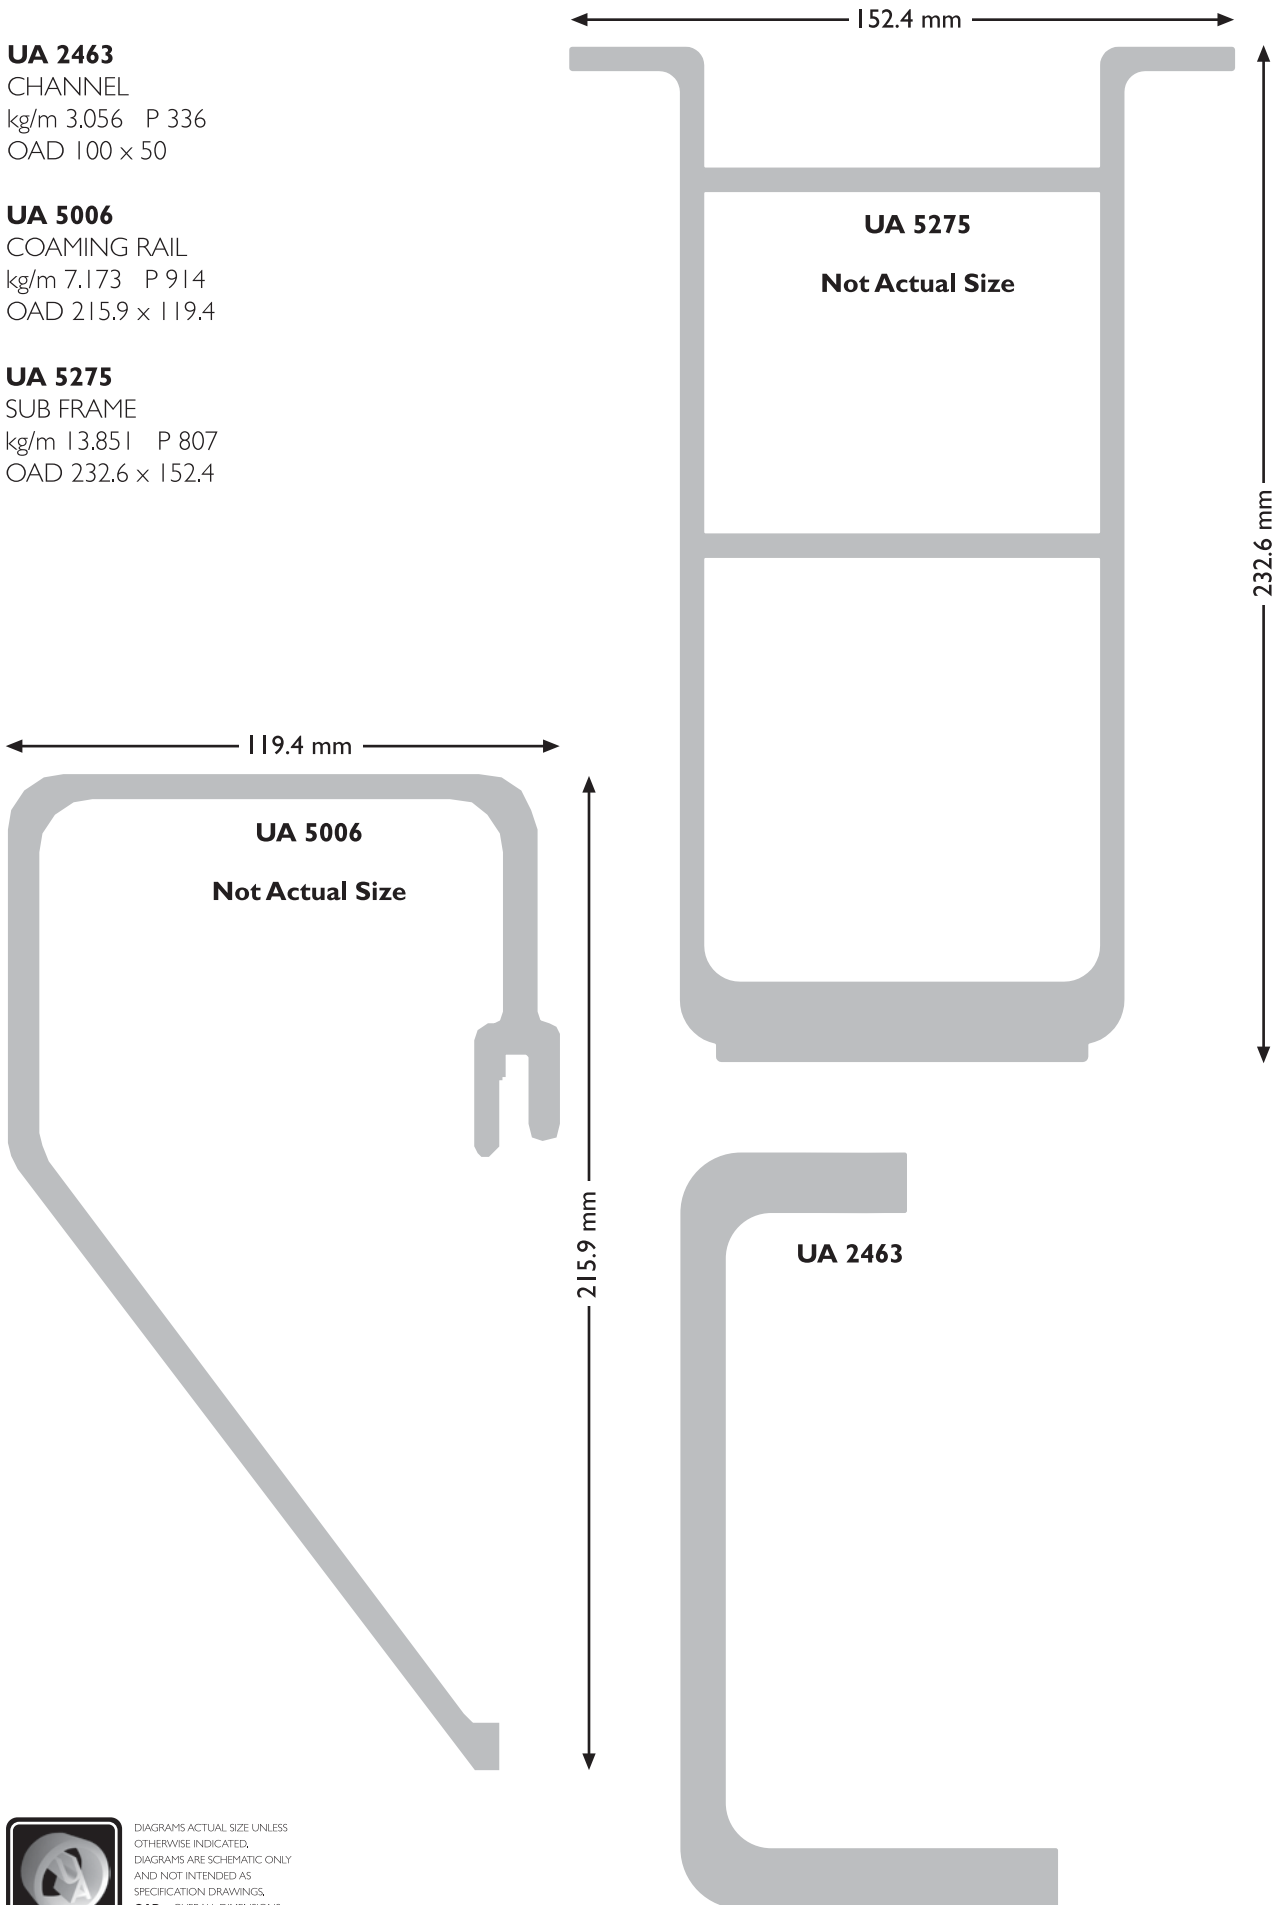 UA 2463
CHANNEL
kg/m 3.056 P 336
OAD 100 x 50
UA 5006
COAMING RAIL
kg/m 7.173 P 914
OAD 215.9 x 119.4
UA 5275
SUB FRAME
kg/m 13.851 P 807
OAD 232.6 x 152.4
152.4 mm
UA 5275
Not Actual Size
232.6 mm
119.4 mm
UA 5006
Not Actual Size
215.9 mm
UA 2463
UA
DIAGRAMS ACTUAL SIZE UNLESS
OTHERWISE INDICATED.
DIAGRAMS ARE SCHEMATIC ONLY
AND NOT INTENDED AS
SPECIFICATION DRAWINGS.